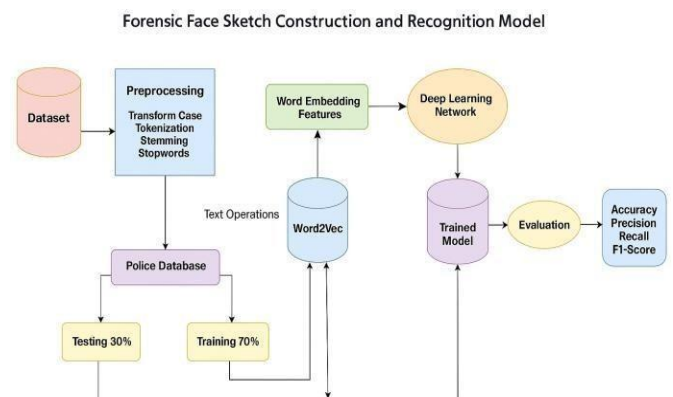 Forensic Face Sketch Construction and Recognition Model
Dataset
Preprocessing
Transform Case
Tokenization
Stemming
Stopwords
Word Embedding
Features
Deep Learning
Network
Text Operations
Word2Vec
Trained
Model
Evaluation
Accuracy
Precision
Recall
F1-Score
Police Database
Testing 30%
Training 70%